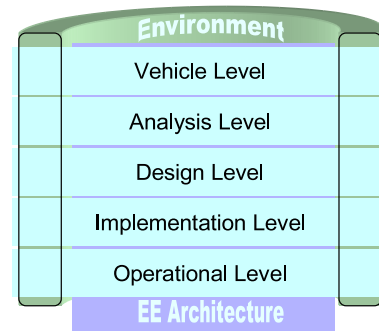 Environment
Vehicle Level
Analysis Level
Design Level
Implementation Level
Operational Level
EE Architecture